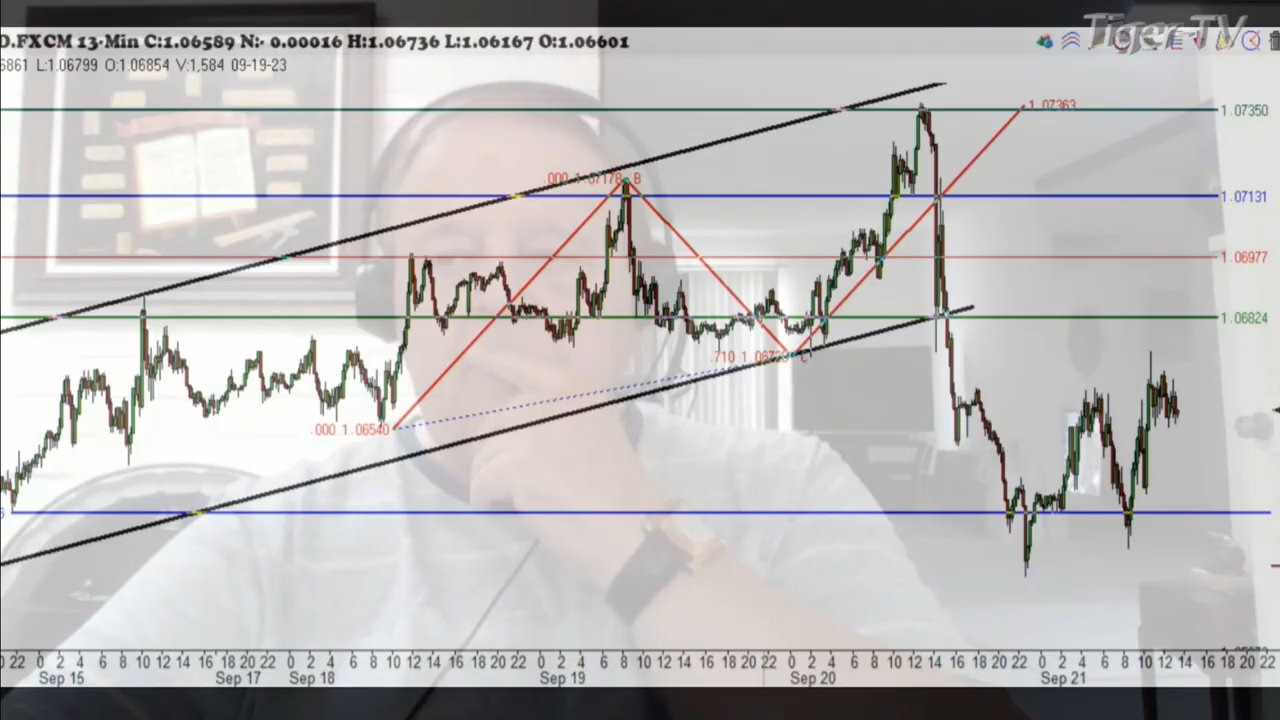 Tiger-TV
D.FXCM 13-Min C:1.06589 N:- 0.00016 H:1.06736 L:1.06167 O:1.06601
6861 L:1.06799 O:1.06854 V:1,584 09-19-23
1.07363
1.07350
.000 1.07178 B
1.07131
1.06977
1.06824
.710 C
.000 1.06540
22 0 2 4 6 8 10 12 14 16 18 20 22 0 2 4 6 8 10 12 14 16 18 20 22 0 2 4 6 8 10 12 14 16 18 20 22 0 2 4 6 8 10 12 14 16 18 20 22 0 2 4 6 8 10 12 14 16 18 20 22
Sep 15 Sep 17 Sep 18 Sep 19 Sep 20 Sep 21